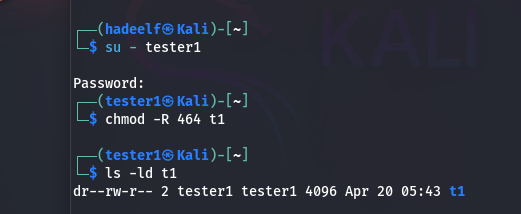 ┌──(hadeelf㉿Kali)-[~]
└─$ su - tester1
Password:
┌──(tester1㉿Kali)-[~]
└─$ chmod -R 464 t1
┌──(tester1㉿Kali)-[~]
└─$ ls -ld t1
dr--rw-r-- 2 tester1 tester1 4096 Apr 20 05:43 t1
KALI